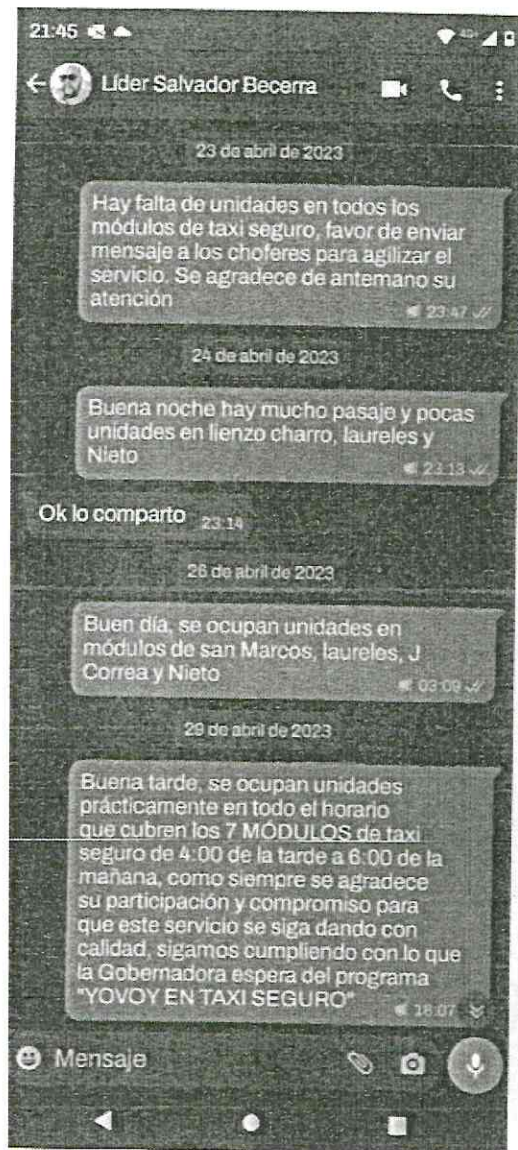 21:45
4G+
Líder Salvador Becerra
23 de abril de 2023
Hay falta de unidades en todos los
módulos de taxi seguro, favor de enviar
mensaje a los choferes para agilizar el
servicio. Se agradece de antemano su
atención
23:47
24 de abril de 2023
Buena noche hay mucho pasaje y pocas
unidades en lienzo charro, laureles y
Nieto
23:13
Ok lo comparto 23:14
26 de abril de 2023
Buen día, se ocupan unidades en
módulos de san Marcos, laureles, J
Correa y Nieto
03:09
29 de abril de 2023
Buena tarde, se ocupan unidades
prácticamente en todo el horario
que cubren los 7 MÓDULOS de taxi
seguro de 4:00 de la tarde a 6:00 de la
mañana, como siempre se agradece
su participación y compromiso para
que este servicio se siga dando con
calidad, sigamos cumpliendo con lo que
la Gobernadora espera del programa
"YOVOY EN TAXI SEGURO"
18:07
Mensaje